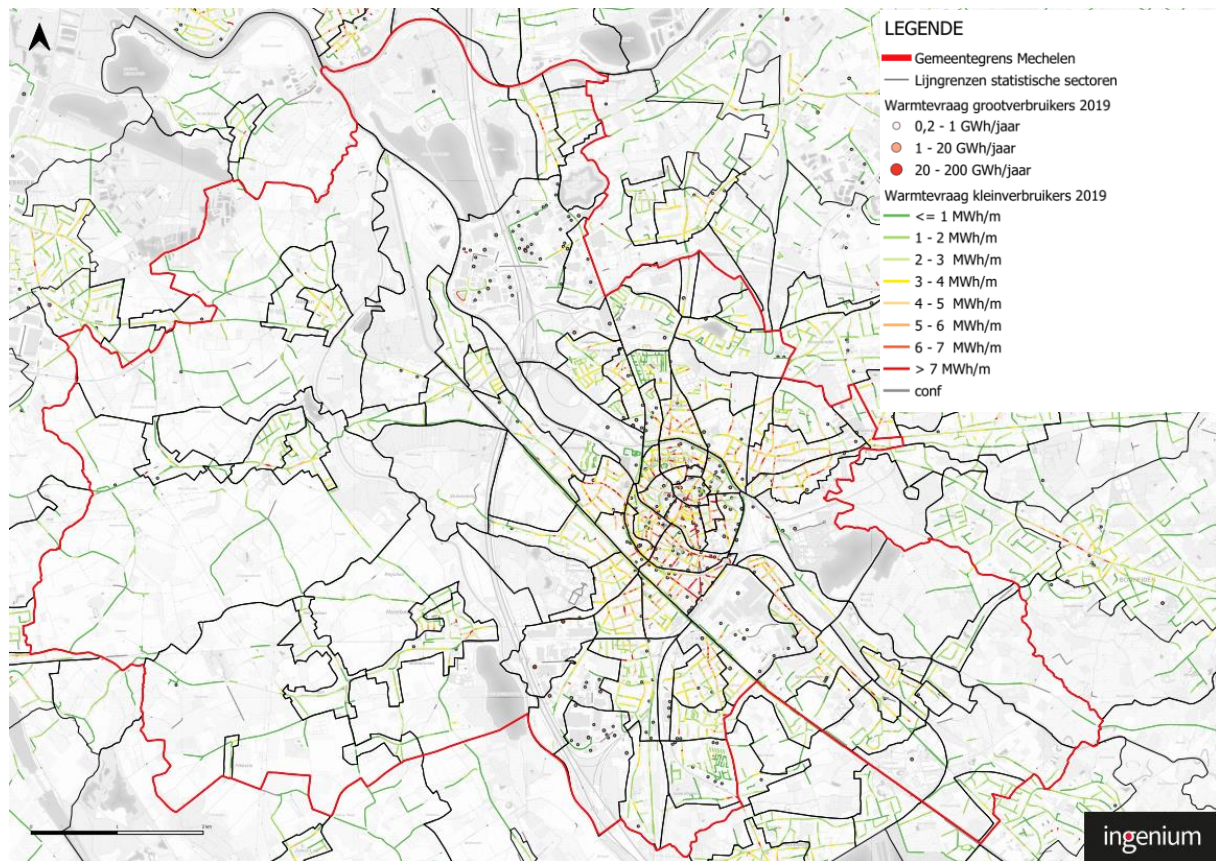 LEGENDE
Gemeentegrens Mechelen
Lijngrenzen statistische sectoren
Warmtevraag grootverbruikers 2019
0,2 - 1 GWh/jaar
1 - 20 GWh/jaar
20 - 200 GWh/jaar
Warmtevraag kleinverbruikers 2019
<= 1 MWh/m
1 - 2 MWh/m
2 - 3 MWh/m
3 - 4 MWh/m
4 - 5 MWh/m
5 - 6 MWh/m
6 - 7 MWh/m
> 7 MWh/m
conf
0
1
ingenium